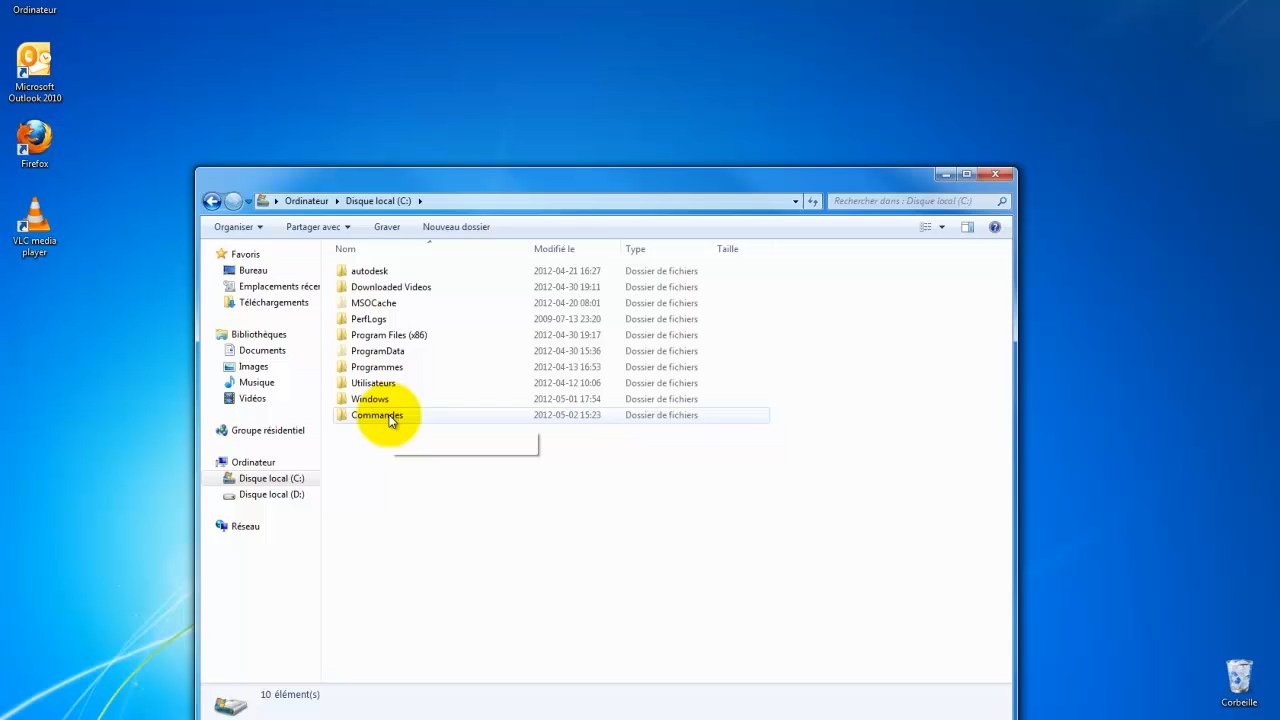 Ordinateur
Microsoft
Outlook 2010
Firefox
VLC media
player
Ordinateur Disque local (C:)
Rechercher dans : Disque local (C:)
Organiser Partager avec Graver Nouveau dossier
Nom Modifié le Type Taille
Favoris
Bureau
Emplacements récen
Téléchargements
Bibliothèques
Documents
Images
Musique
Vidéos
Groupe résidentiel
Ordinateur
Disque local (C:)
Disque local (D:)
Réseau
autodesk 2012-04-21 16:27 Dossier de fichiers
Downloaded Videos 2012-04-30 19:11 Dossier de fichiers
MSOCache 2012-04-20 08:01 Dossier de fichiers
PerfLogs 2009-07-13 23:20 Dossier de fichiers
Program Files (x86) 2012-04-30 19:17 Dossier de fichiers
ProgramData 2012-04-30 15:36 Dossier de fichiers
Programmes 2012-04-13 16:53 Dossier de fichiers
Utilisateurs 2012-04-12 10:06 Dossier de fichiers
Windows 2012-05-01 17:54 Dossier de fichiers
Commandes 2012-05-02 15:23 Dossier de fichiers
10 élément(s)
Corbeille